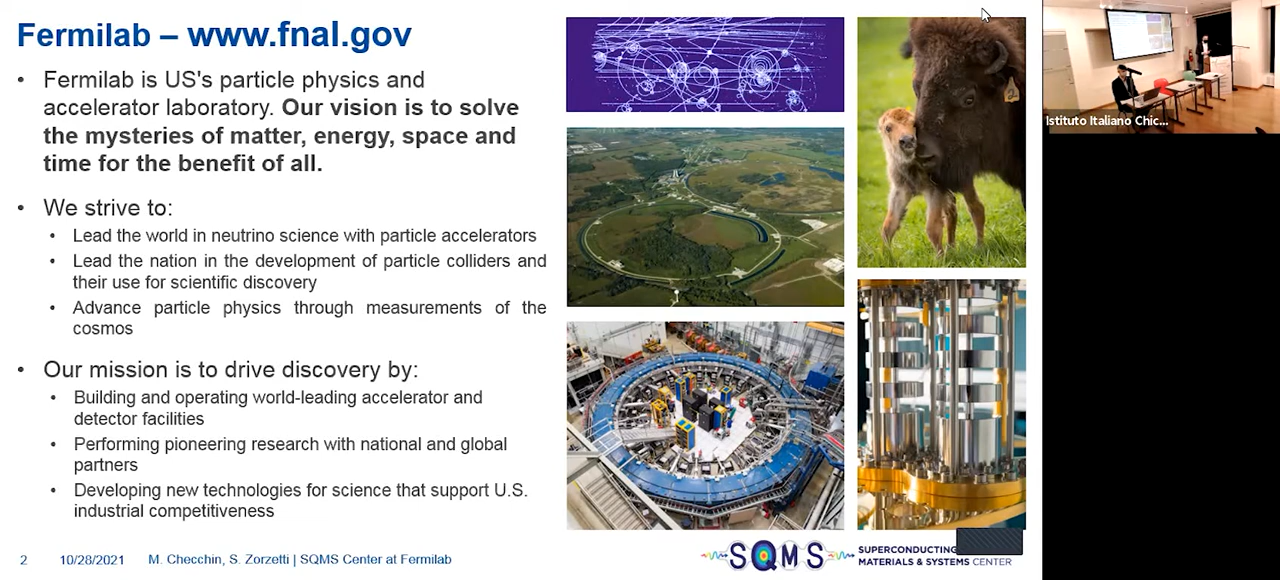 Fermilab – www.fnal.gov
• Fermilab is US's particle physics and
accelerator laboratory. Our vision is to solve
the mysteries of matter, energy, space and
time for the benefit of all.
• We strive to:
• Lead the world in neutrino science with particle accelerators
• Lead the nation in the development of particle colliders and
their use for scientific discovery
• Advance particle physics through measurements of the
cosmos
• Our mission is to drive discovery by:
• Building and operating world-leading accelerator and
detector facilities
• Performing pioneering research with national and global
partners
• Developing new technologies for science that support U.S.
industrial competitiveness
2 10/28/2021 M. Checchin, S. Zorzetti | SQMS Center at Fermilab
SQMS
SUPERCONDUCTING
MATERIALS & SYSTEMS CENTER
Istituto Italiano Chic...